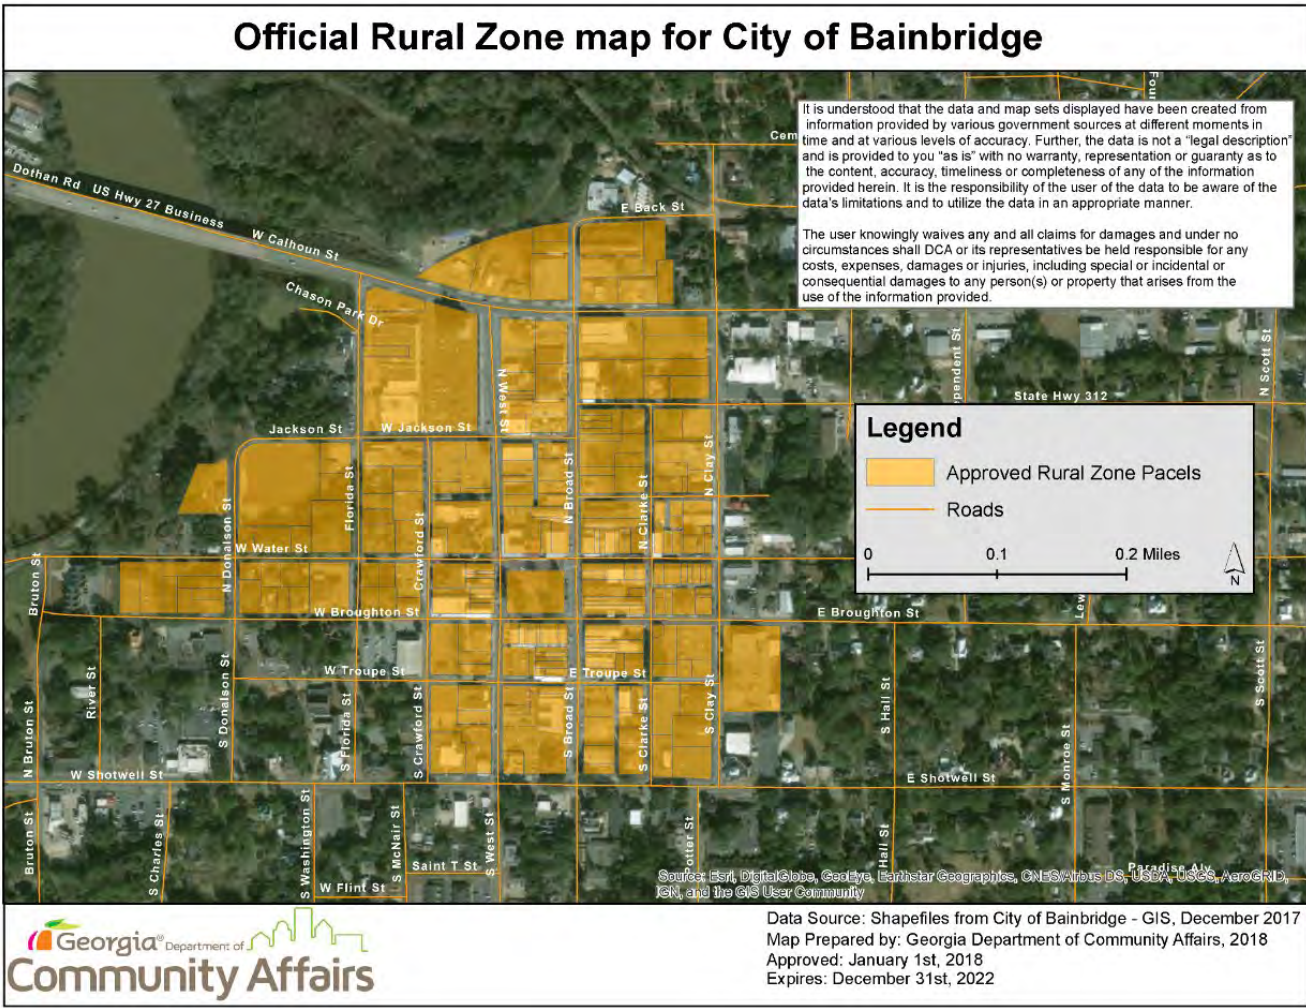 Official Rural Zone map for City of Bainbridge
It is understood that the data and map sets displayed have been created from
information provided by various government sources at different moments in
time and at various levels of accuracy. Further, the data is not a "legal description"
and is provided to you "as is" with no warranty, representation or guaranty as to
the content, accuracy, timeliness or completeness of any of the information
provided herein. It is the responsibility of the user of the data to be aware of the
data's limitations and to utilize the data in an appropriate manner.
The user knowingly waives any and all claims for damages and under no
circumstances shall DCA or its representatives be held responsible for any
costs, expenses, damages or injuries, including special or incidental or
consequential damages to any person(s) or property that arises from the
use of the information provided.
Four
Cem
Dothan Rd US Hwy 27 Business
W Calhoun St
E Back St
Chason Park Dr
N West St
ependent St
N Scott St
State Hwy 312
Legend
Approved Rural Zone Pacels
Roads
0 0.1 0.2 Miles
N
Jackson St
W Jackson St
Florida St
N Broad St
N Clay St
N Clarke St
N Donalson St
Crawford St
W Water St
Bruton St
W Broughton St
E Broughton St
Lew
W Troupe St
E Troupe St
River St
S Donalson St
S Florida St
S Crawford St
S Broad St
S Clarke St
S Clay St
S Hall St
S Monroe St
S Scott St
N Bruton St
W Shotwell St
E Shotwell St
Bruton St
S Charles St
S Washington St
S McNair St
S West St
otter St
Hall St
Saint T St
W Flint St
Paradise Aly
Source: Esri, DigitalGlobe, GeoEye, Earthstar Geographics, CNES/Airbus DS, USDA, USGS, AeroGRID,
IGN, and the GIS User Community
Georgia® Department of
Community Affairs
Data Source: Shapefiles from City of Bainbridge - GIS, December 2017
Map Prepared by: Georgia Department of Community Affairs, 2018
Approved: January 1st, 2018
Expires: December 31st, 2022